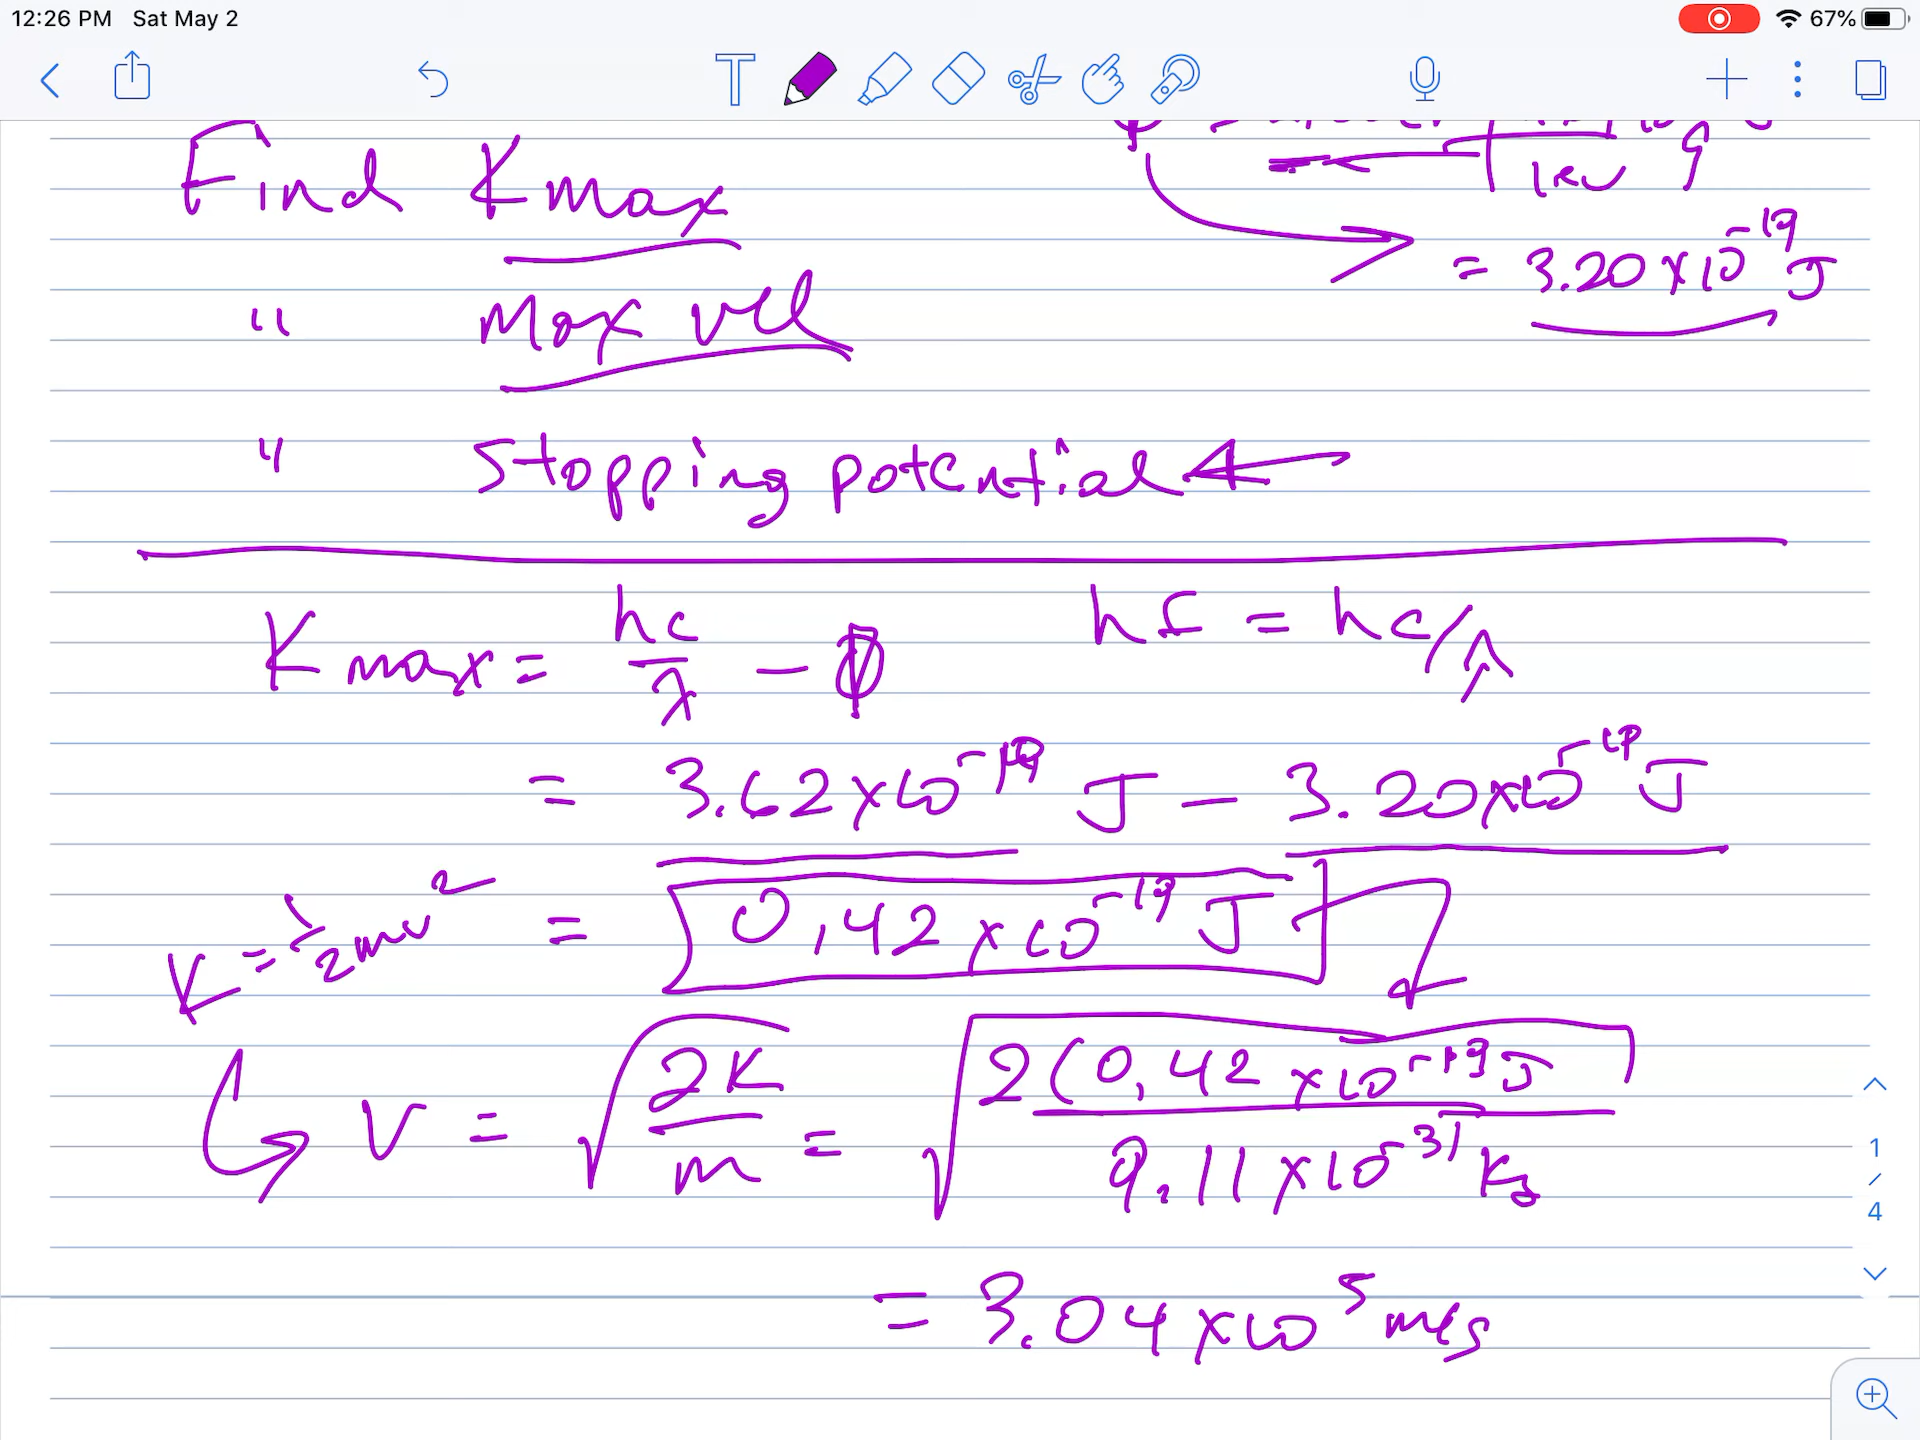 12:26 PM Sat May 2 67%
T
Find Kmax
1ev
= 3.20 x 10^-19 J
" Max vel
" Stopping potential
Kmax = hc/λ - Φ hf = hc/λ
= 3.62 x 10^-19 J - 3.20 x 10^-19 J
K = 1/2 mv^2 = 0.42 x 10^-19 J
v = √(2K/m) = √(2(0.42 x 10^-19 J)/9.11 x 10^-31 kg)
1
/
4
= 3.04 x 10^5 m/s